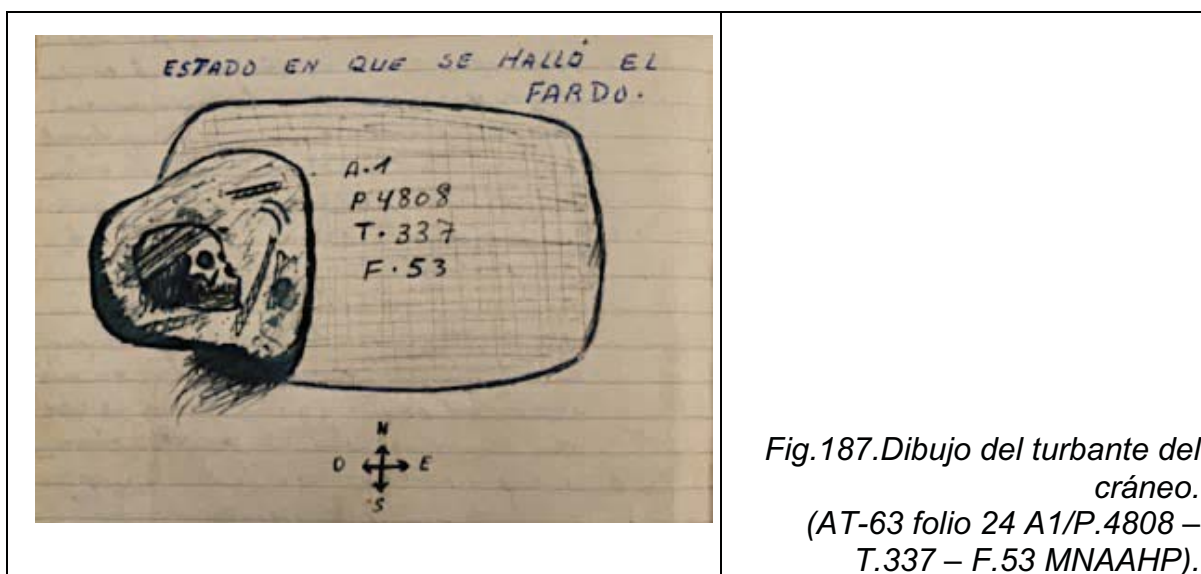 ESTADO EN QUE SE HALLÓ EL
FARDO.
A.1
P 4808
T. 337
F. 53
N
O E
S
Fig.187.Dibujo del turbante del
cráneo.
(AT-63 folio 24 A1/P.4808 –
T.337 – F.53 MNAAHP).